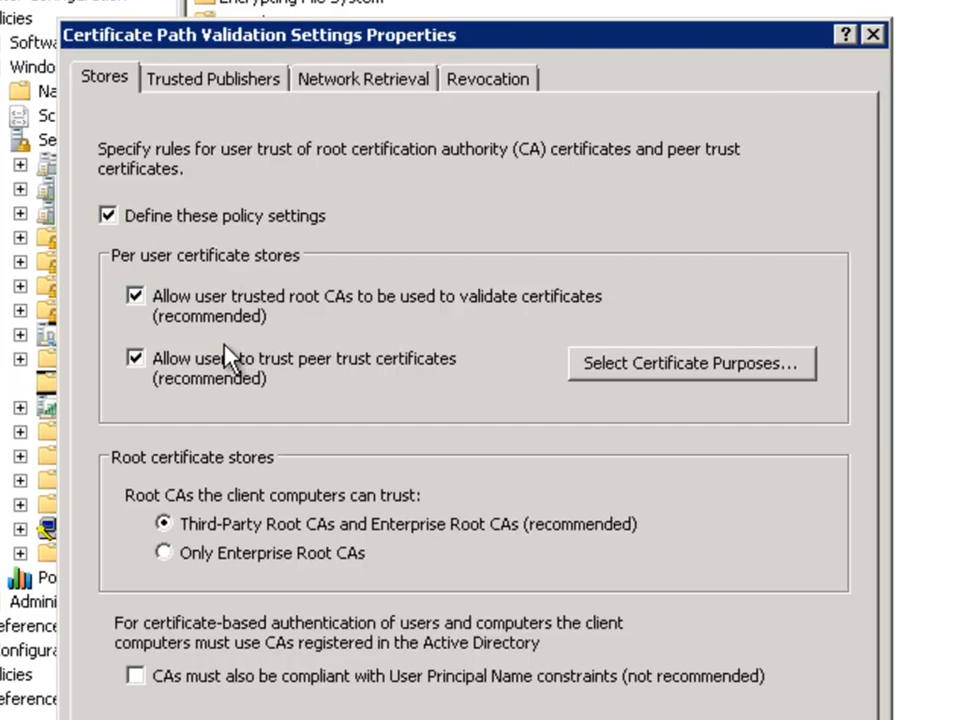 Encrypting File System
Certificate Path Validation Settings Properties
Stores
Trusted Publishers
Network Retrieval
Revocation
Specify rules for user trust of root certification authority (CA) certificates and peer trust
certificates.
Define these policy settings
Per user certificate stores
Allow user trusted root CAs to be used to validate certificates
(recommended)
Allow users to trust peer trust certificates
(recommended)
Select Certificate Purposes...
Root certificate stores
Root CAs the client computers can trust:
Third-Party Root CAs and Enterprise Root CAs (recommended)
Only Enterprise Root CAs
For certificate-based authentication of users and computers the client
computers must use CAs registered in the Active Directory
CAs must also be compliant with User Principal Name constraints (not recommended)
licies
Softwa
Windo
Na
Sc
Se
Po
Admini
eference
onfigura
licies
eference